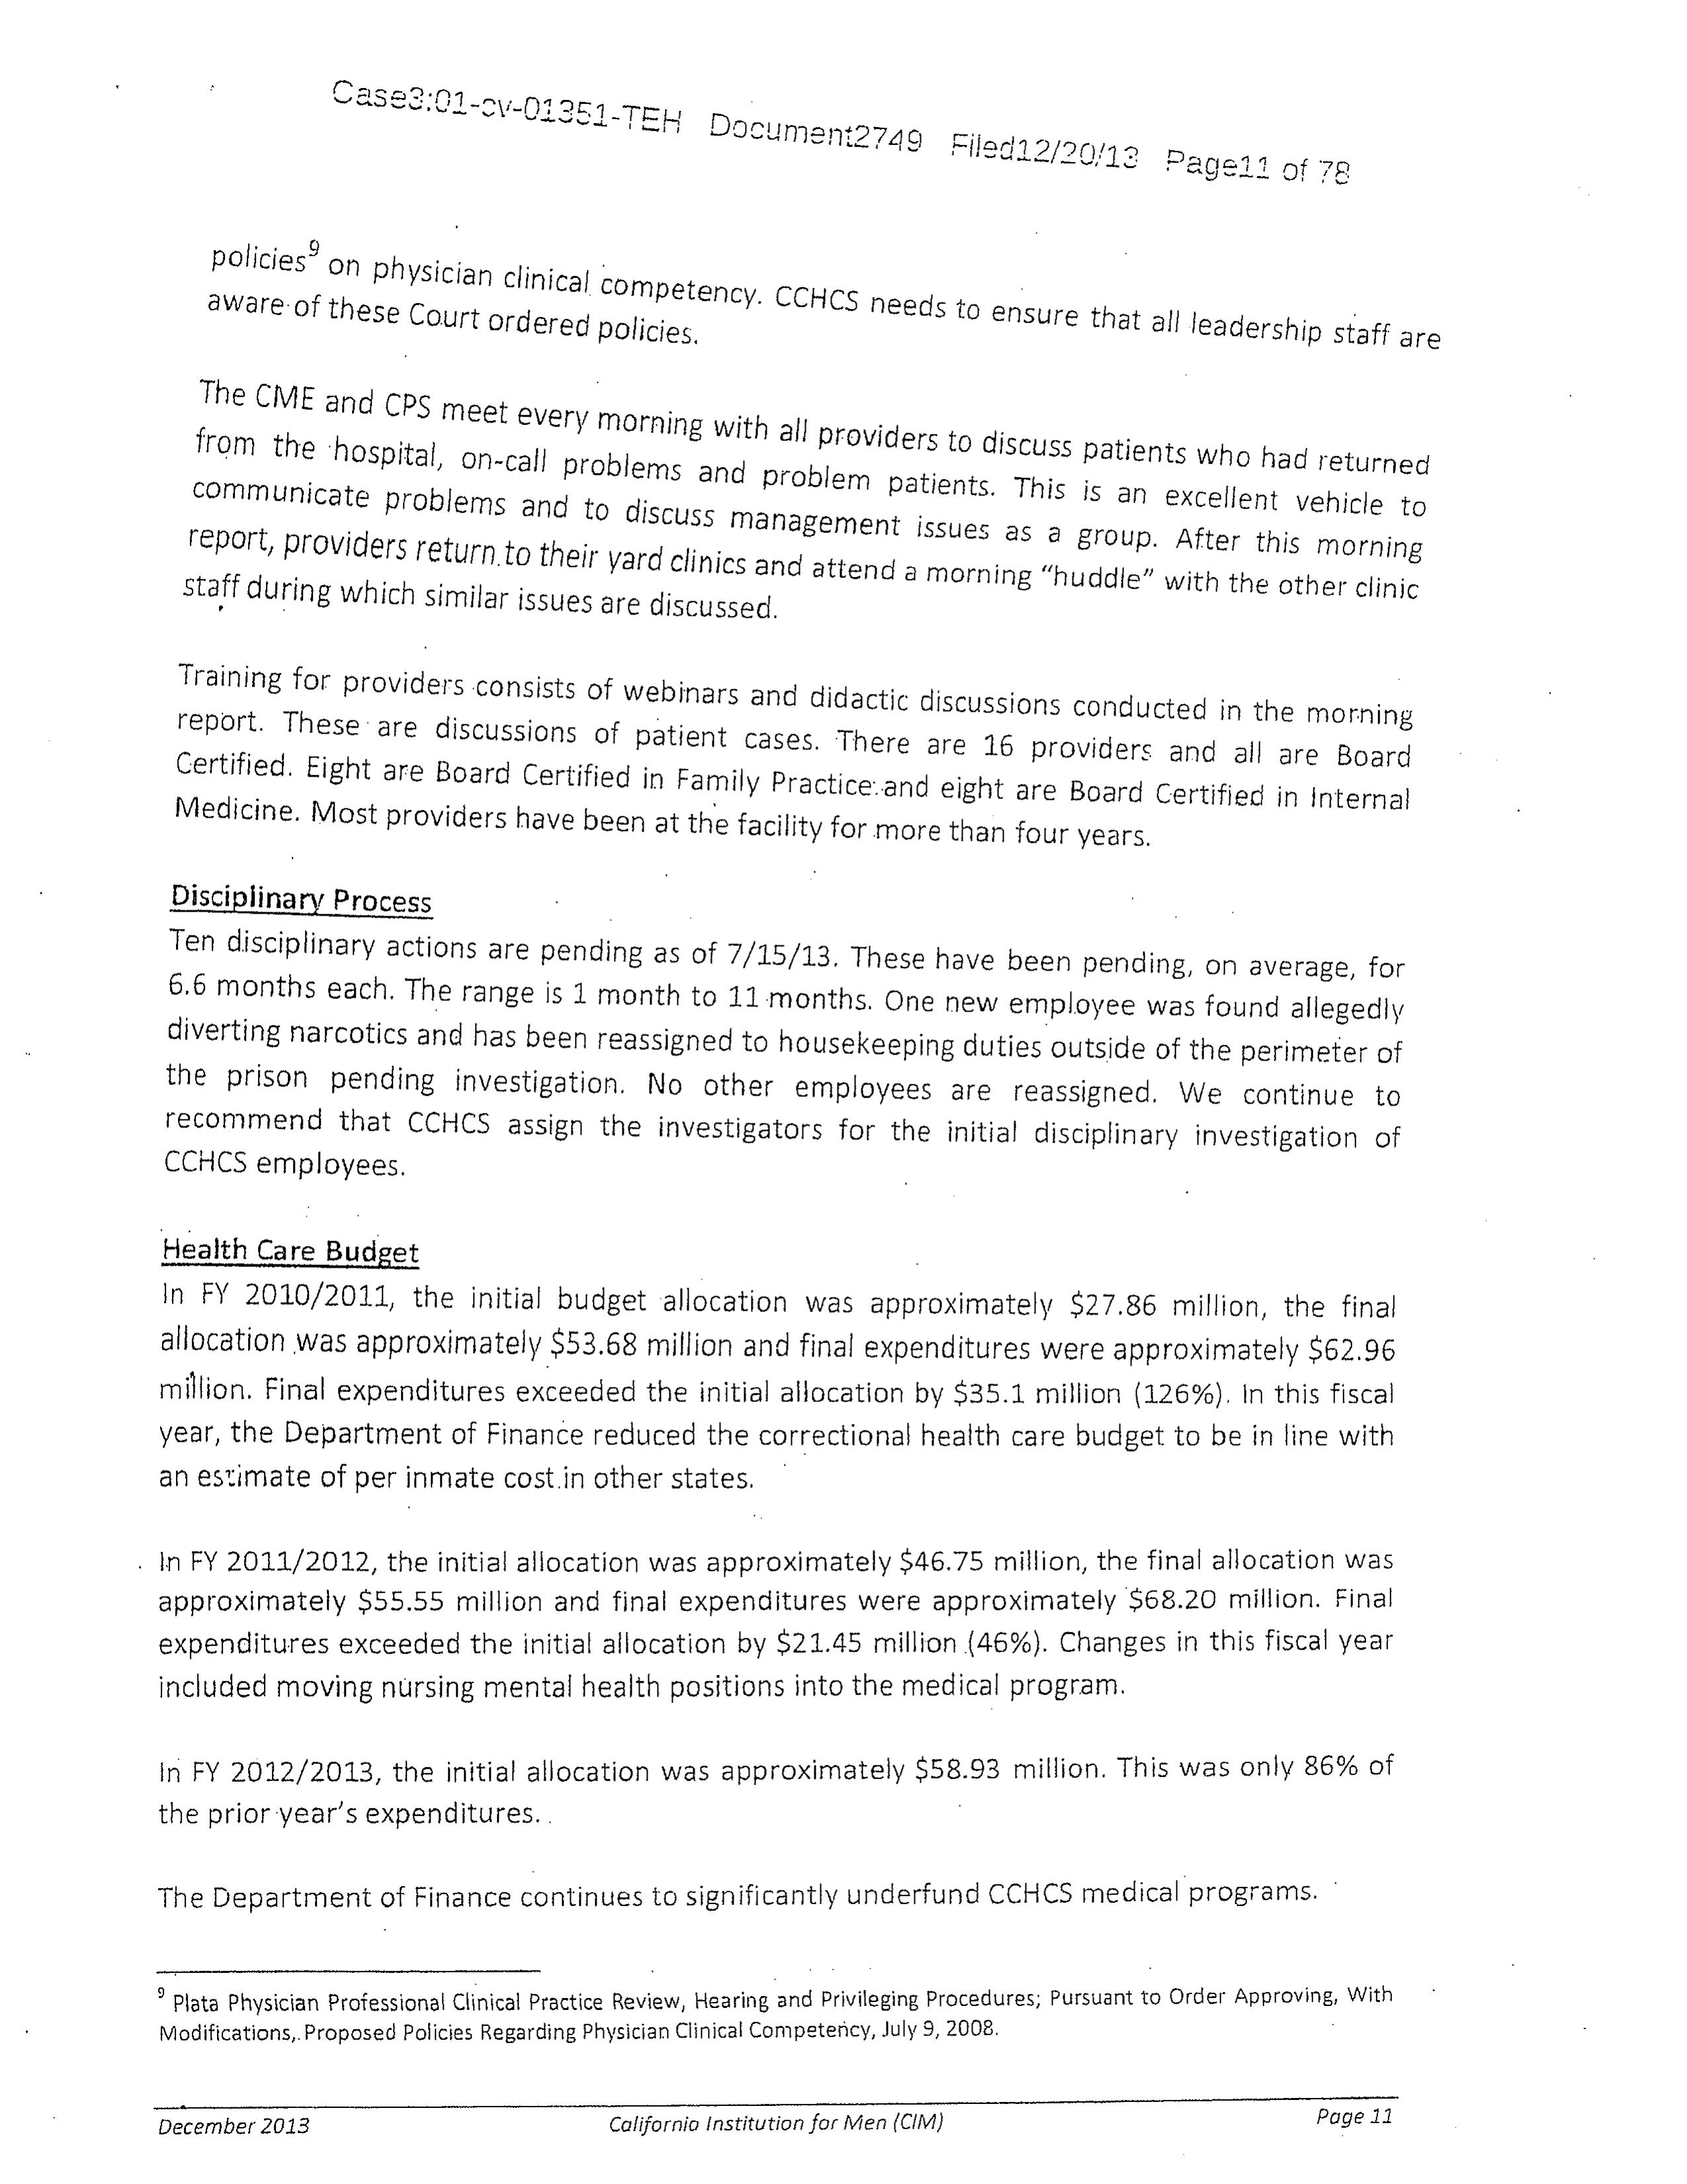 Case3:01-cv-01351-TEH Document2749 Filed12/20/13 Page11 of 78
policies⁹ on physician clinical competency. CCHCS needs to ensure that all leadership staff are
aware of these Court ordered policies.
The CME and CPS meet every morning with all providers to discuss patients who had returned
from the hospital, on-call problems and problem patients. This is an excellent vehicle to
communicate problems and to discuss management issues as a group. After this morning
report, providers return to their yard clinics and attend a morning “huddle” with the other clinic
staff during which similar issues are discussed.
Training for providers consists of webinars and didactic discussions conducted in the morning
report. These are discussions of patient cases. There are 16 providers and all are Board
Certified. Eight are Board Certified in Family Practice and eight are Board Certified in Internal
Medicine. Most providers have been at the facility for more than four years.
Disciplinary Process
Ten disciplinary actions are pending as of 7/15/13. These have been pending, on average, for
6.6 months each. The range is 1 month to 11 months. One new employee was found allegedly
diverting narcotics and has been reassigned to housekeeping duties outside of the perimeter of
the prison pending investigation. No other employees are reassigned. We continue to
recommend that CCHCS assign the investigators for the initial disciplinary investigation of
CCHCS employees.
Health Care Budget
In FY 2010/2011, the initial budget allocation was approximately $27.86 million, the final
allocation was approximately $53.68 million and final expenditures were approximately $62.96
million. Final expenditures exceeded the initial allocation by $35.1 million (126%). In this fiscal
year, the Department of Finance reduced the correctional health care budget to be in line with
an estimate of per inmate cost in other states.
In FY 2011/2012, the initial allocation was approximately $46.75 million, the final allocation was
approximately $55.55 million and final expenditures were approximately $68.20 million. Final
expenditures exceeded the initial allocation by $21.45 million (46%). Changes in this fiscal year
included moving nursing mental health positions into the medical program.
In FY 2012/2013, the initial allocation was approximately $58.93 million. This was only 86% of
the prior year’s expenditures.
The Department of Finance continues to significantly underfund CCHCS medical programs.
⁹ Plata Physician Professional Clinical Practice Review, Hearing and Privileging Procedures; Pursuant to Order Approving, With
Modifications, Proposed Policies Regarding Physician Clinical Competency, July 9, 2008.
December 2013 California Institution for Men (CIM) Page 11